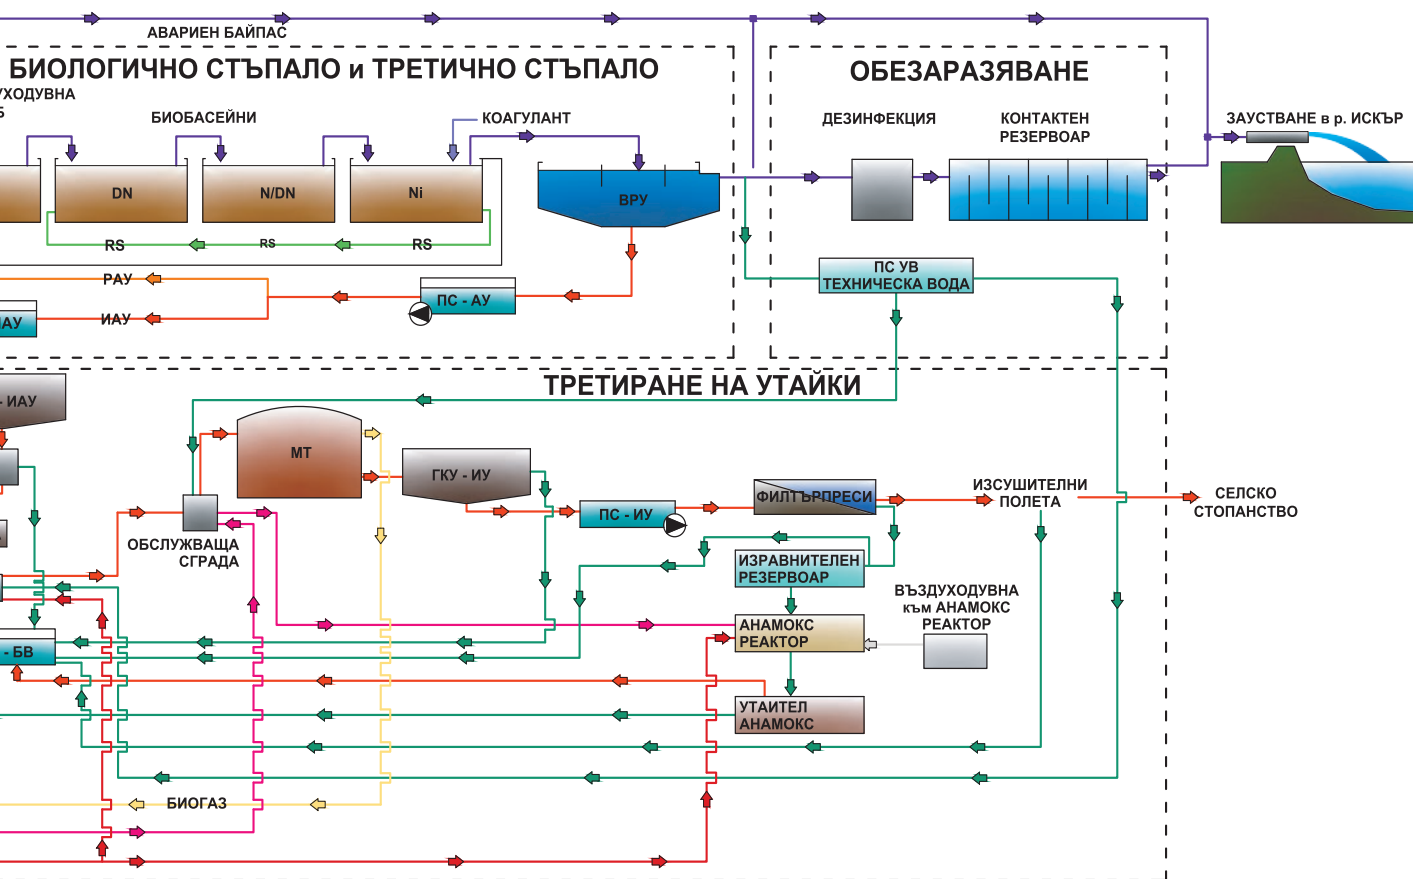 АВАРИЕН БАЙПАС
БИОЛОГИЧНО СТЪПАЛО и ТРЕТИЧНО СТЪПАЛО
ОБЕЗАРАЗЯВАНЕ
УХОДУВНА
БИОБАСЕЙНИ
КОАГУЛАНТ
ДЕЗИНФЕКЦИЯ
КОНТАКТЕН
РЕЗЕРВОАР
ЗАУСТВАНЕ в р. ИСКЪР
DN
N/DN
Ni
ВРУ
RS
RS
RS
РАУ
ПС - АУ
ИАУ
АУ
ПС УВ
ТЕХНИЧЕСКА ВОДА
ТРЕТИРАНЕ НА УТАЙКИ
- ИАУ
МТ
ГКУ - ИУ
ПС - ИУ
ФИЛТЪРПРЕСИ
ИЗСУШИТЕЛНИ
ПОЛЕТА
СЕЛСКО
СТОПАНСТВО
ОБСЛУЖВАЩА
СГРАДА
ИЗРАВНИТЕЛЕН
РЕЗЕРВОАР
ВЪЗДУХОДУВНА
към АНАМОКС
РЕАКТОР
АНАМОКС
РЕАКТОР
- БВ
УТАИТЕЛ
АНАМОКС
БИОГАЗ